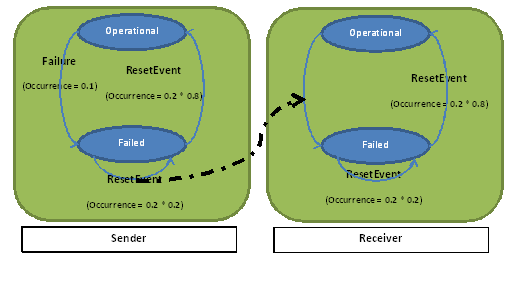 Operational
Failure
ResetEvent
(Occurrence = 0.1)
(Occurrence = 0.2 * 0.8)
Failed
ResetEvent
(Occurrence = 0.2 * 0.2)
Sender
Operational
ResetEvent
(Occurrence = 0.2 * 0.8)
Failed
ResetEvent
(Occurrence = 0.2 * 0.2)
Receiver